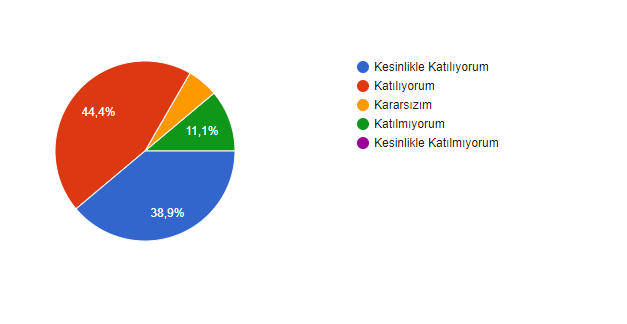 44,4%
11,1%
38,9%
Kesinlikle Katılıyorum
Katılıyorum
Kararsızım
Katılmıyorum
Kesinlikle Katılmıyorum